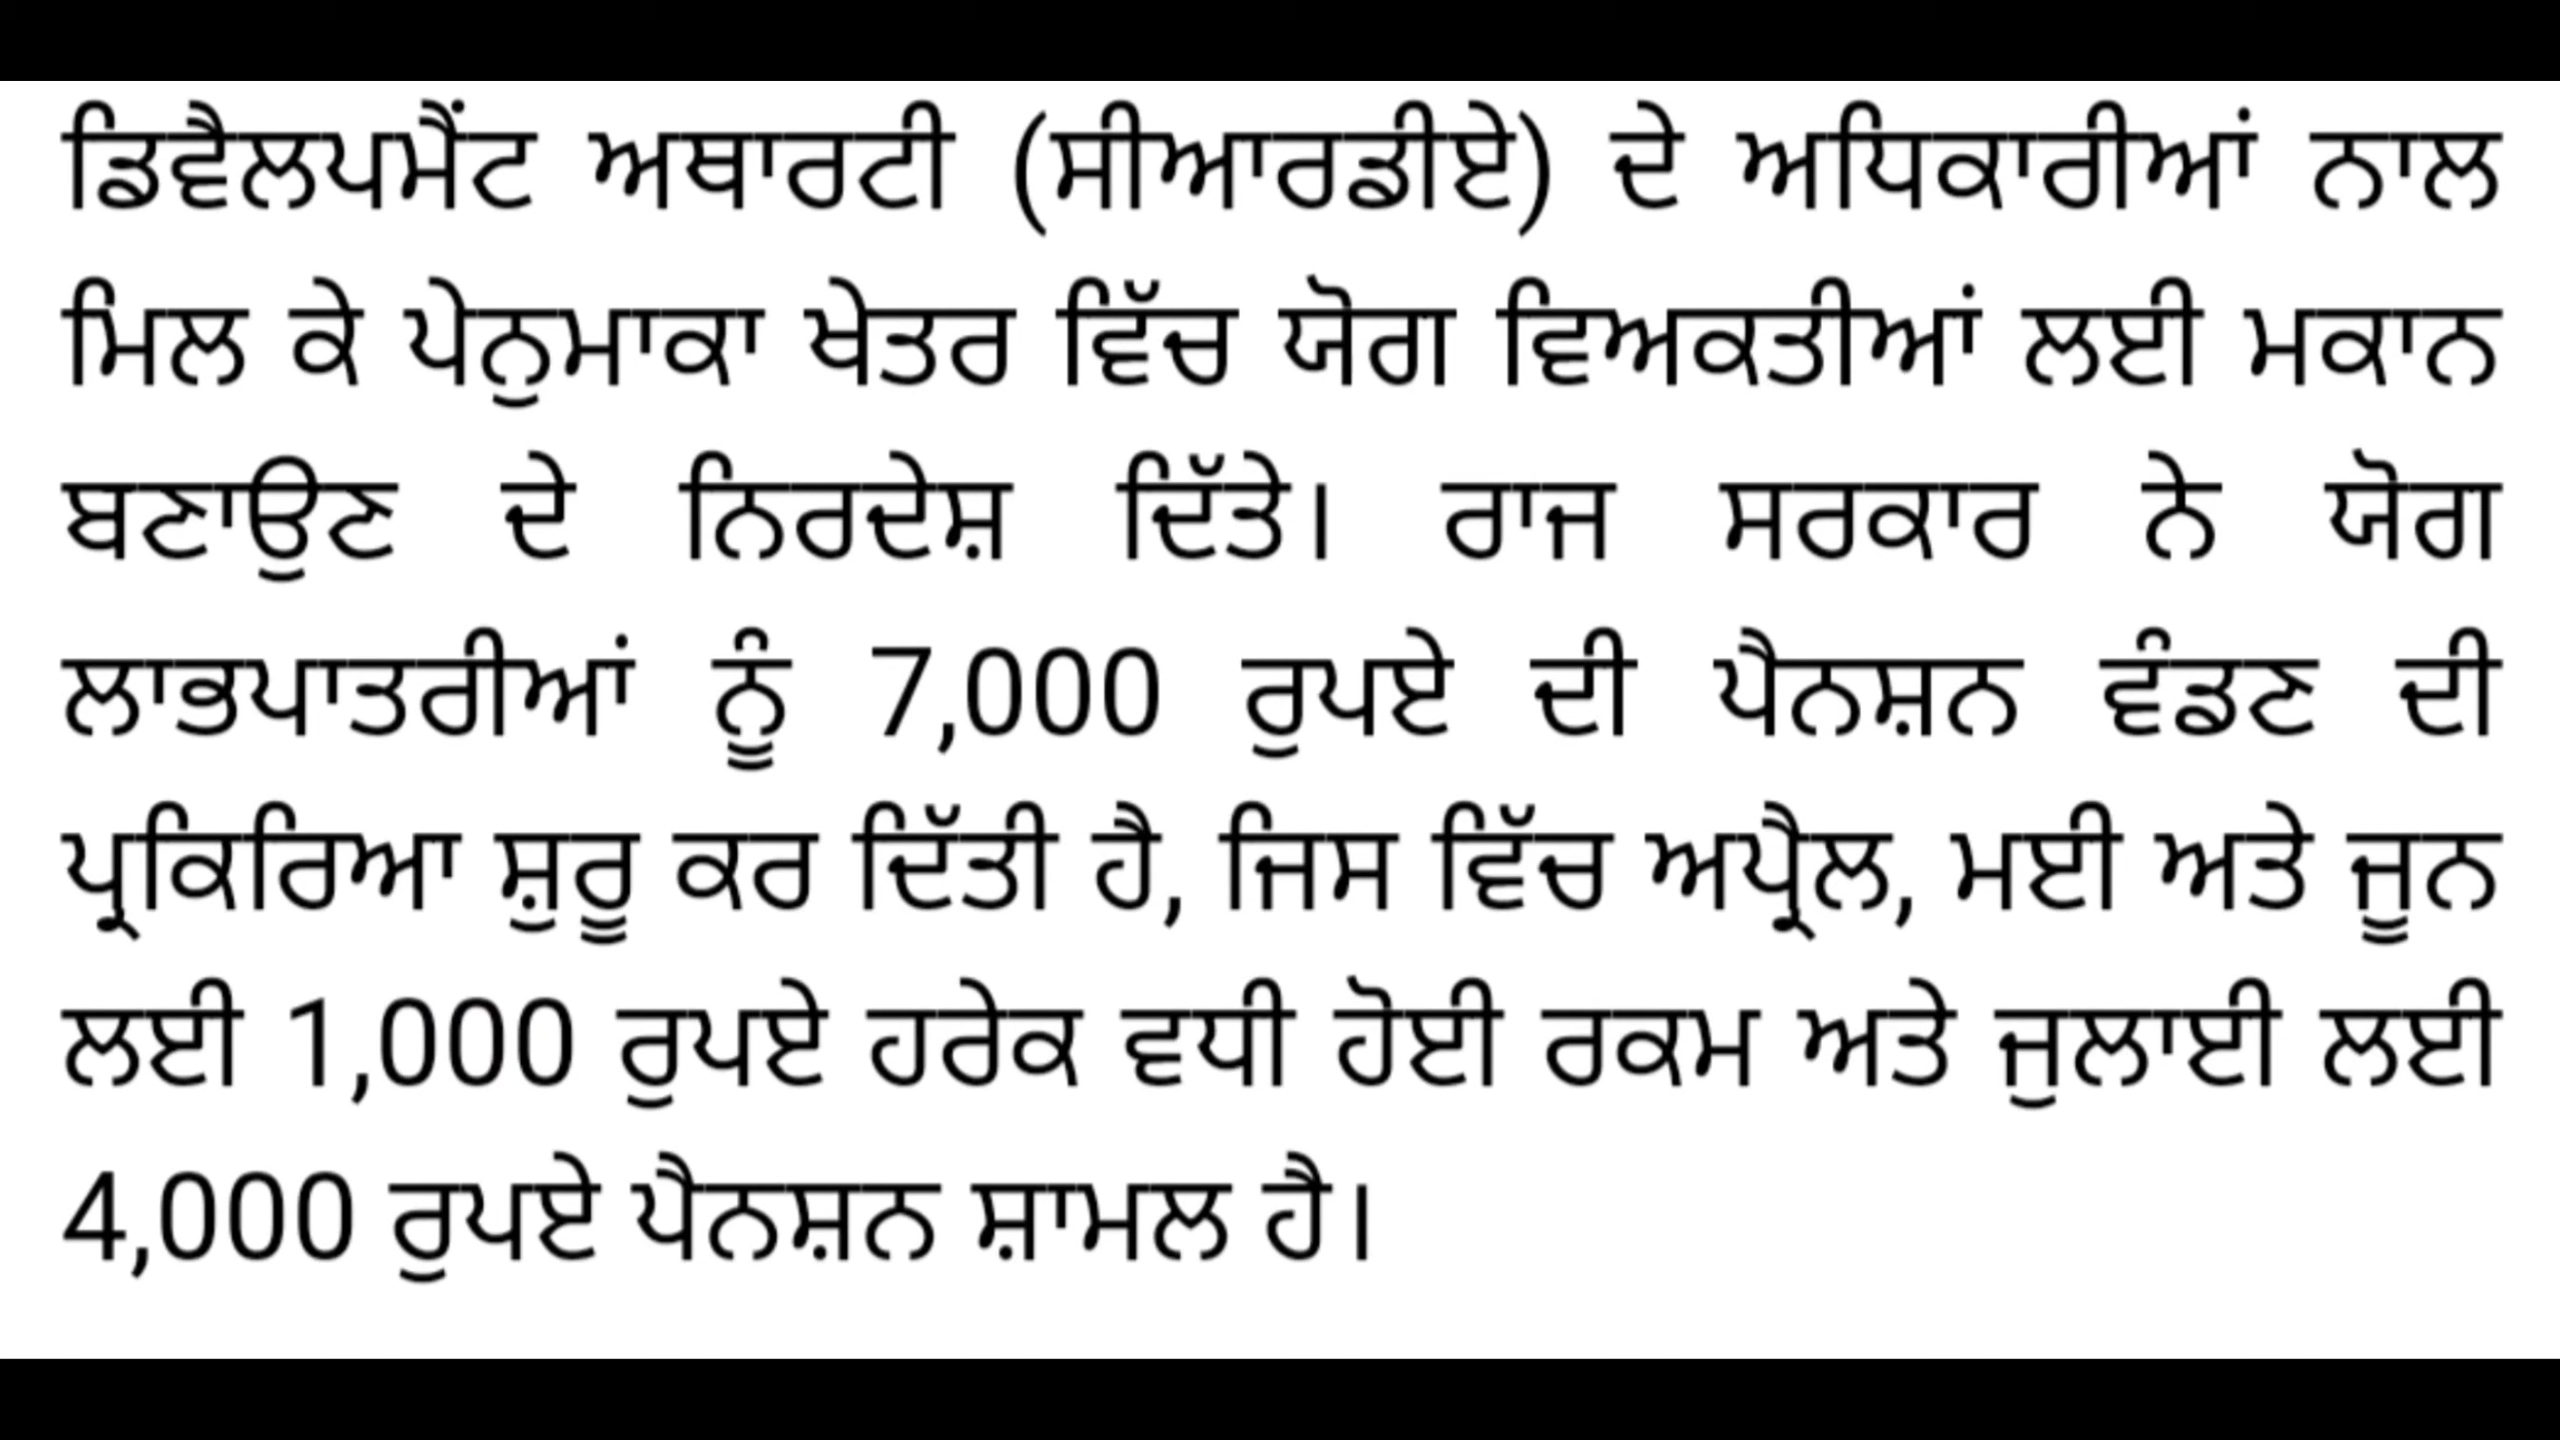 ਡਿਵੈਲਪਮੈਂਟ ਅਥਾਰਟੀ (ਸੀਆਰਡੀਏ) ਦੇ ਅਧਿਕਾਰੀਆਂ ਨਾਲ
ਮਿਲ ਕੇ ਪੇਨੁਮਾਕਾ ਖੇਤਰ ਵਿੱਚ ਯੋਗ ਵਿਅਕਤੀਆਂ ਲਈ ਮਕਾਨ
ਬਣਾਉਣ ਦੇ ਨਿਰਦੇਸ਼ ਦਿੱਤੇ। ਰਾਜ ਸਰਕਾਰ ਨੇ ਯੋਗ
ਲਾਭਪਾਤਰੀਆਂ ਨੂੰ 7,000 ਰੁਪਏ ਦੀ ਪੈਨਸ਼ਨ ਵੰਡਣ ਦੀ
ਪ੍ਰਕਿਰਿਆ ਸ਼ੁਰੂ ਕਰ ਦਿੱਤੀ ਹੈ, ਜਿਸ ਵਿੱਚ ਅਪ੍ਰੈਲ, ਮਈ ਅਤੇ ਜੂਨ
ਲਈ 1,000 ਰੁਪਏ ਹਰੇਕ ਵਧੀ ਹੋਈ ਰਕਮ ਅਤੇ ਜੁਲਾਈ ਲਈ
4,000 ਰੁਪਏ ਪੈਨਸ਼ਨ ਸ਼ਾਮਲ ਹੈ।